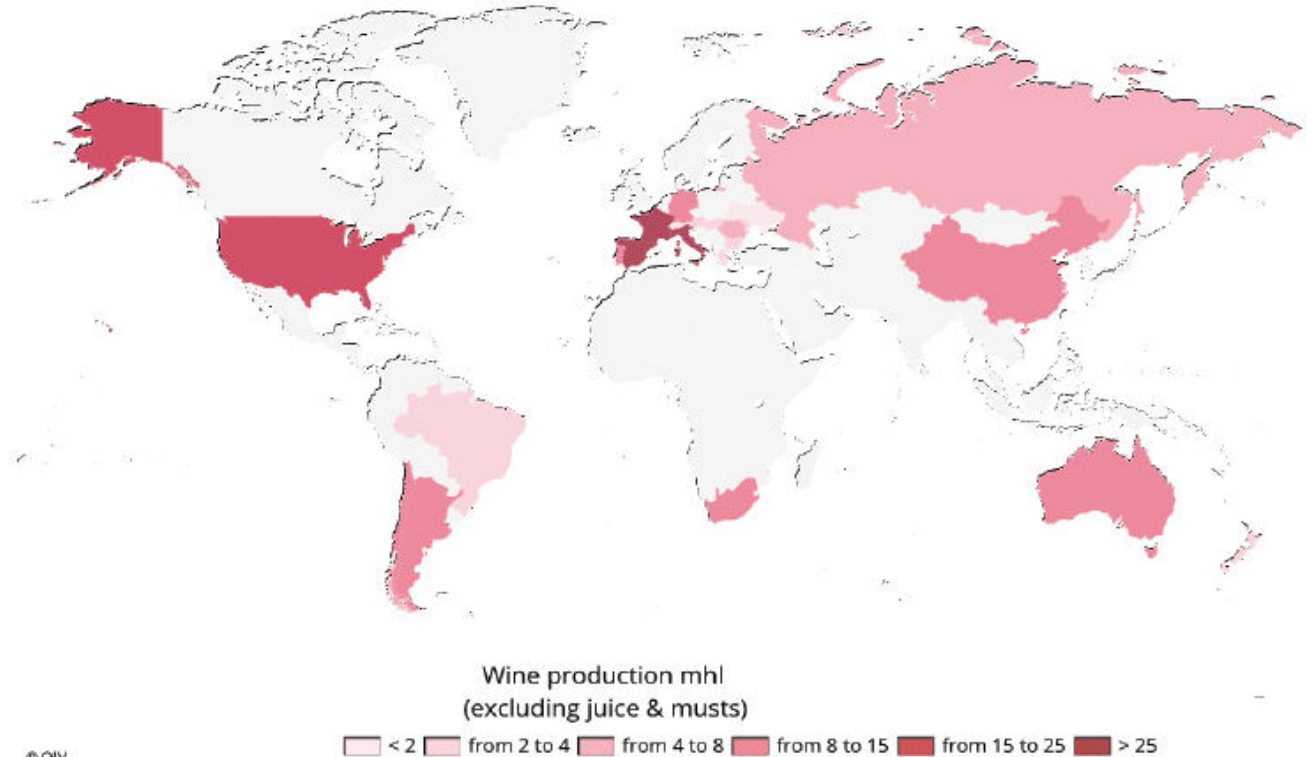 Wine production mhl
(excluding juice & musts)
< 2 from 2 to 4 from 4 to 8 from 8 to 15 from 15 to 25 > 25